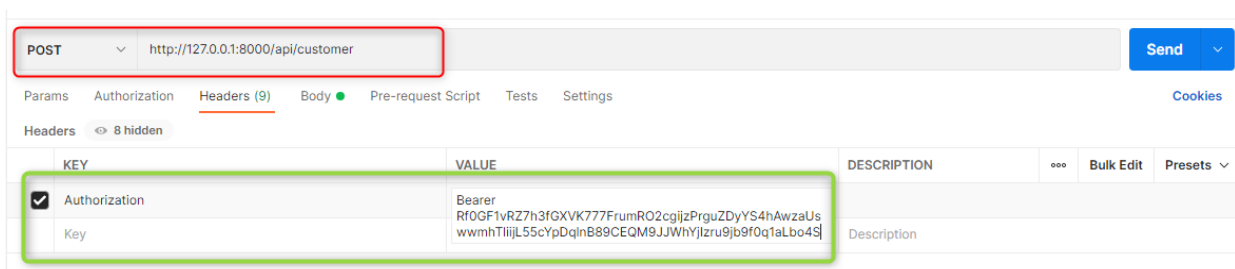 POST http://127.0.0.1:8000/api/customer Send
Params Authorization Headers (9) Body Pre-request Script Tests Settings Cookies
Headers 8 hidden
KEY VALUE DESCRIPTION ooo Bulk Edit Presets
Authorization Bearer
Rf0GF1vRZ7h3fGXVK777FrumRO2cgijzPrguZDyYS4hAwzaUs
Key wwmhTliijL55cYpDqlnB89CEQM9JJWhYjlzru9jb9f0q1aLbo4S Description